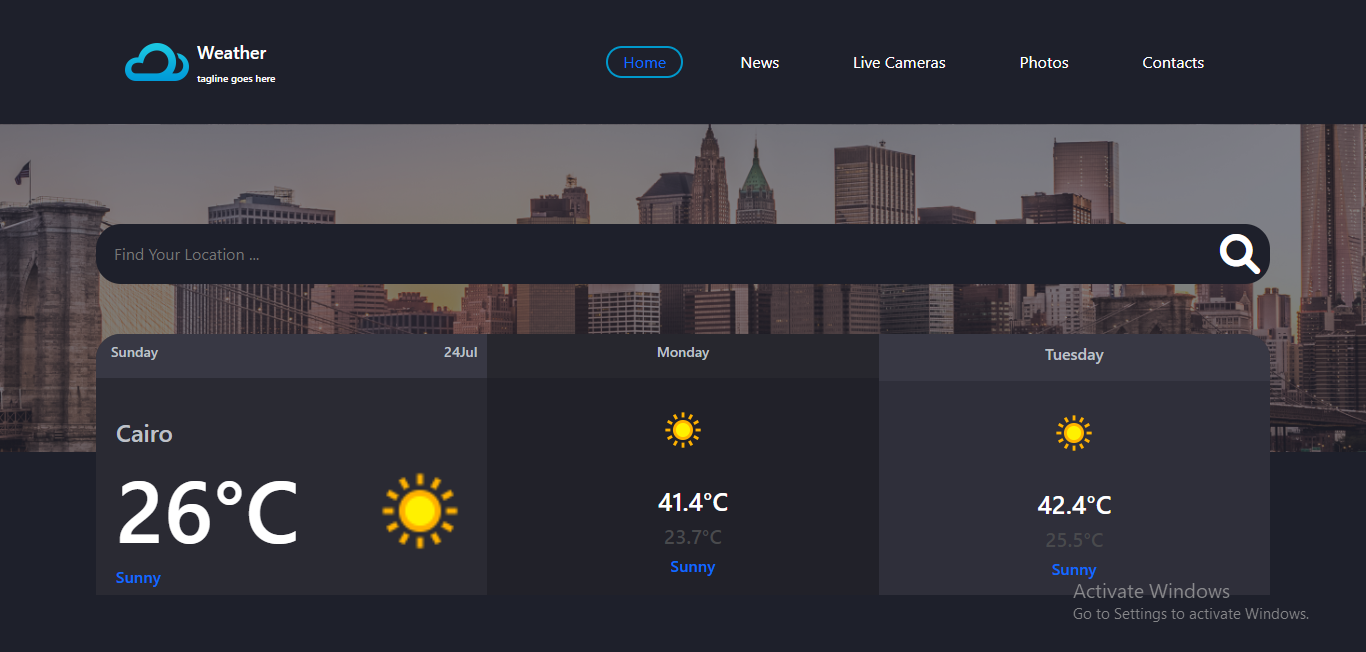 Weather
tagline goes here
Home
News
Live Cameras
Photos
Contacts
Find Your Location ...
Sunday
24Jul
Cairo
26°C
Sunny
Monday
41.4°C
23.7°C
Sunny
Tuesday
42.4°C
25.5°C
Sunny
Activate Windows
Go to Settings to activate Windows.